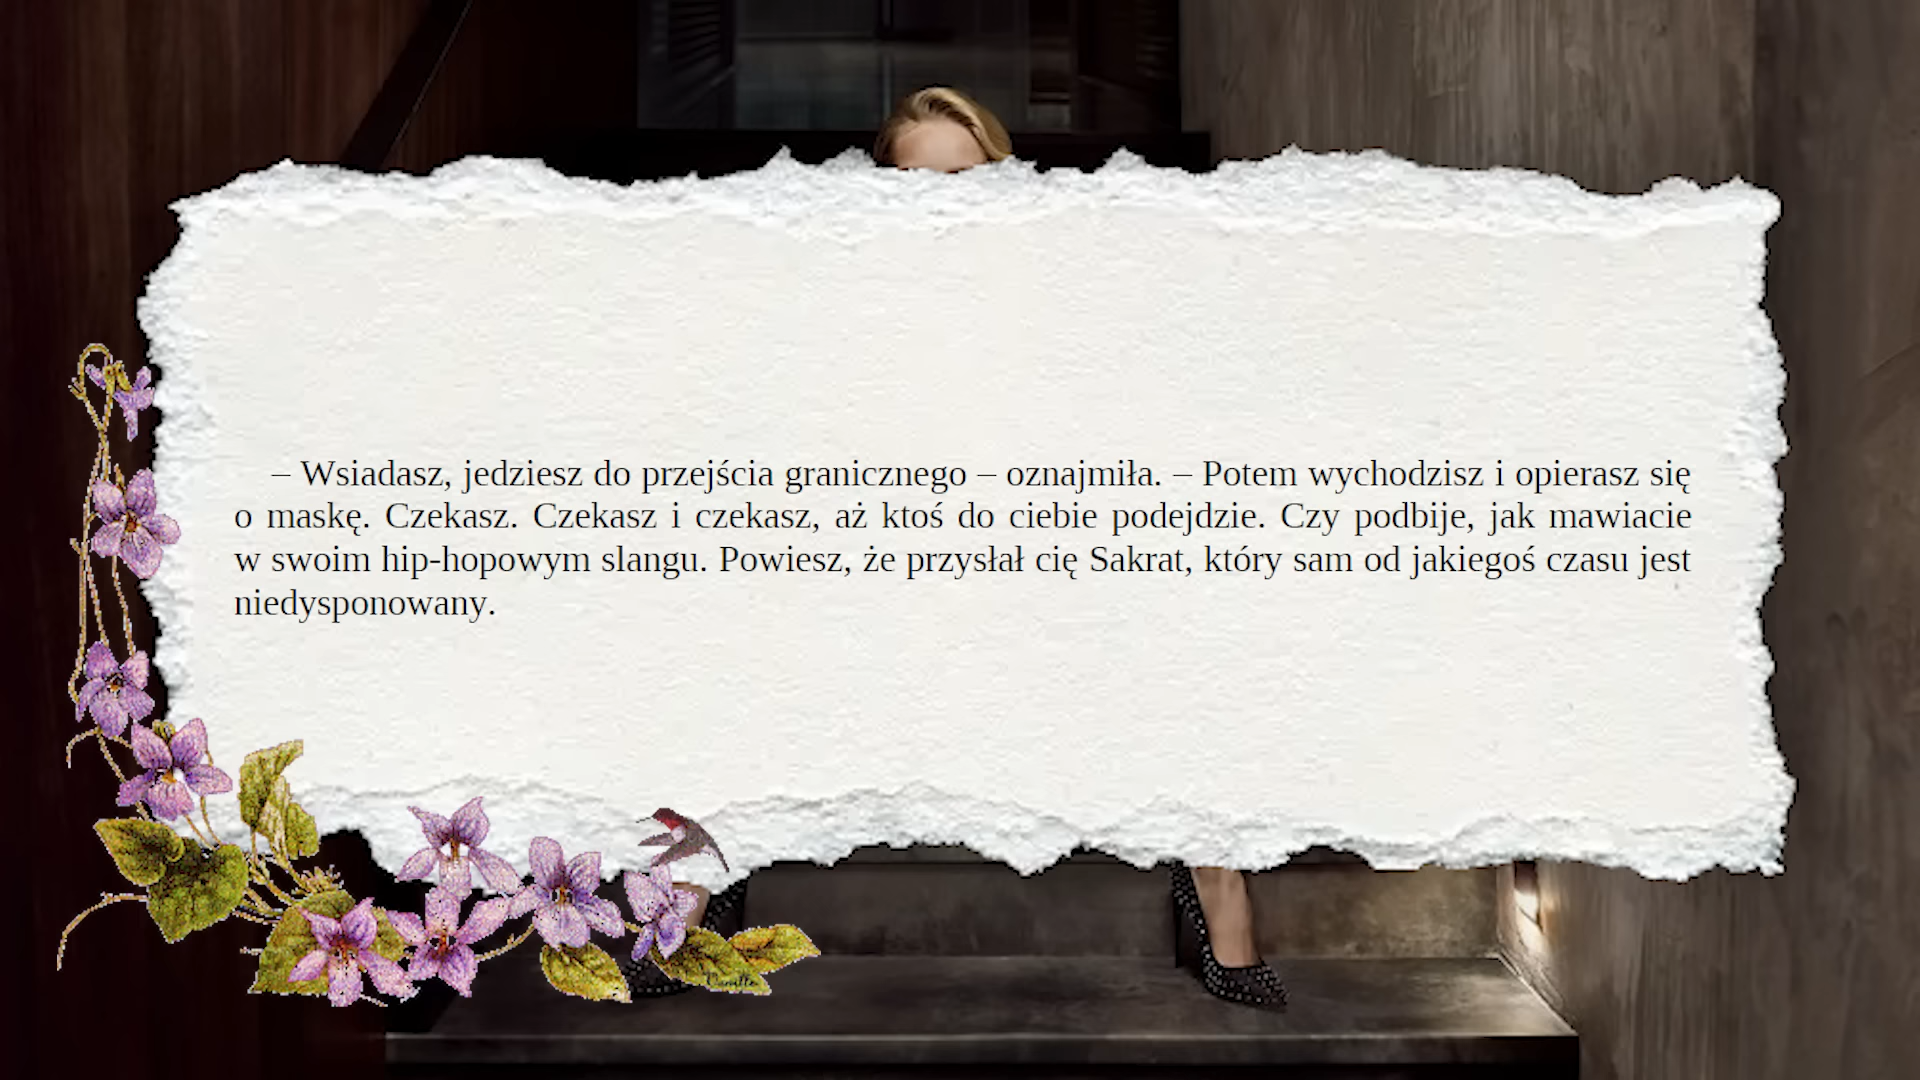 – Wsiadasz, jedziesz do przejścia granicznego – oznajmiła. – Potem wychodzisz i opierasz się
o maskę. Czekasz. Czekasz i czekasz, aż ktoś do ciebie podejdzie. Czy podbije, jak mawiacie
w swoim hip-hopowym slangu. Powiesz, że przysłał cię Sakrat, który sam od jakiegoś czasu jest
niedysponowany.
Camille